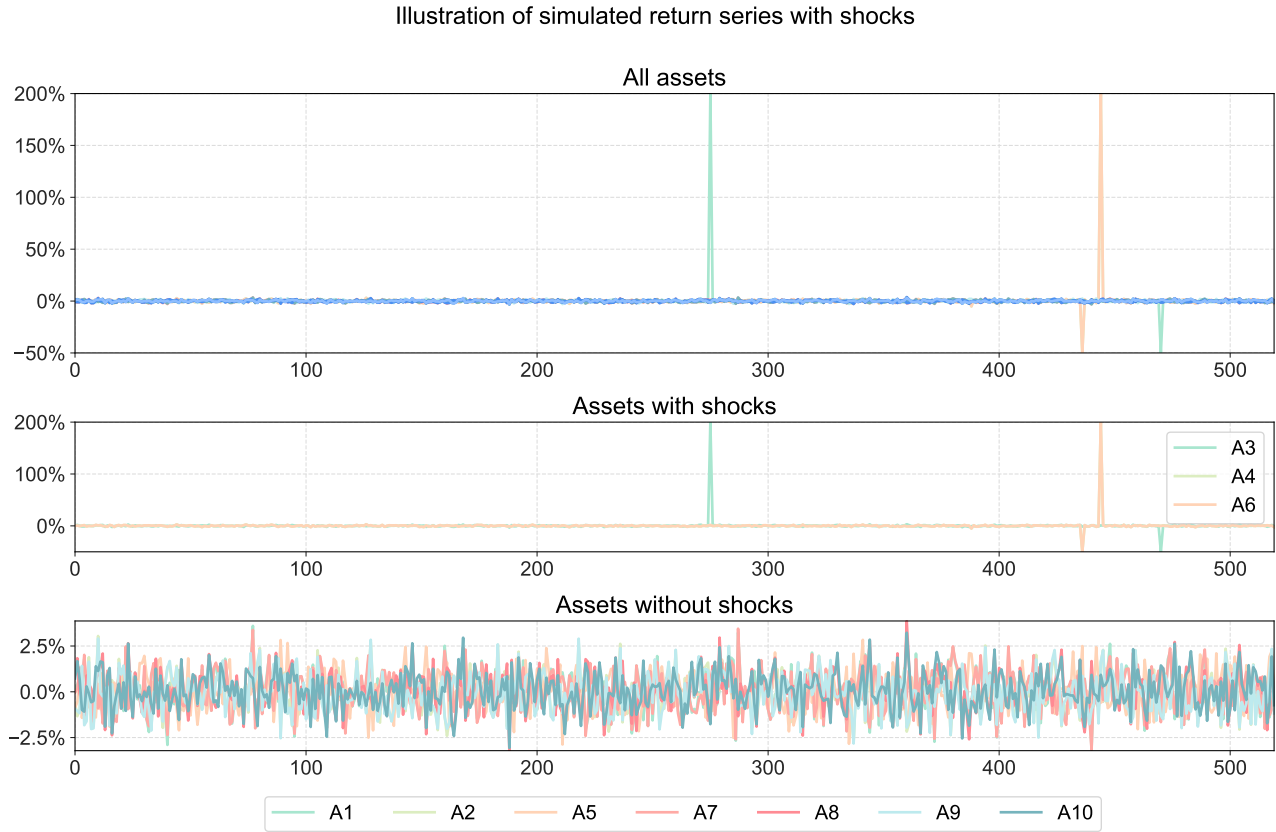 Illustration of simulated return series with shocks
All assets
200%
150%
100%
50%
0%
−50%
0 100 200 300 400 500
Assets with shocks
200%
100%
0%
A3
A4
A6
0 100 200 300 400 500
Assets without shocks
2.5%
0.0%
−2.5%
0 100 200 300 400 500
A1 A2 A5 A7 A8 A9 A10